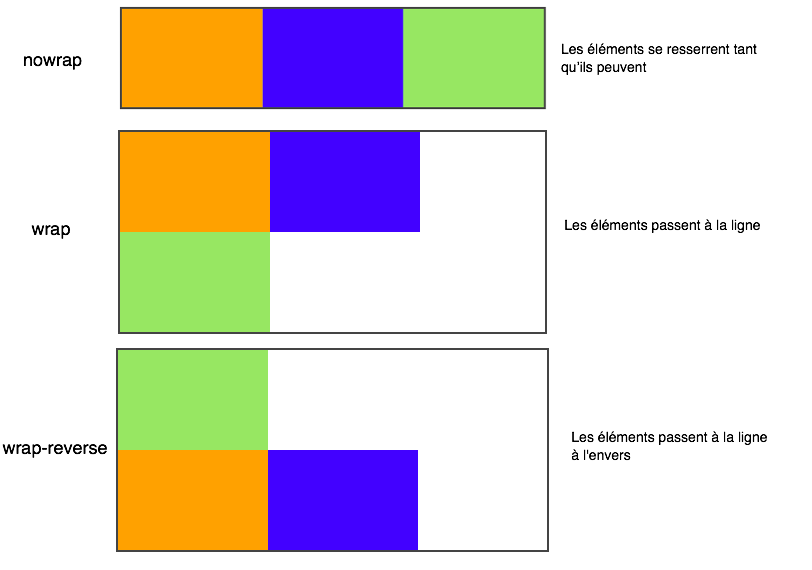 nowrap
Les éléments se resserrent tant
qu'ils peuvent
wrap
Les éléments passent à la ligne
wrap-reverse
Les éléments passent à la ligne
à l'envers